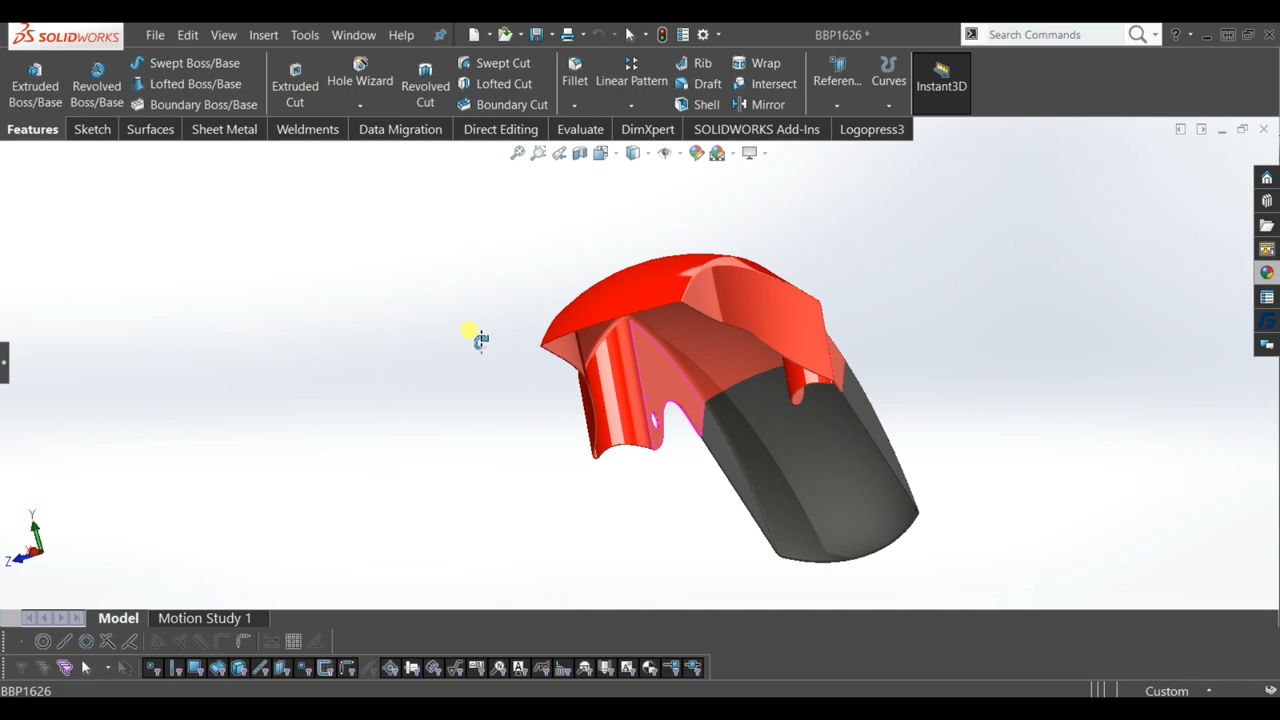 SOLIDWORKS File Edit View Insert Tools Window Help BBP1626 * Search Commands ?
Extruded Boss/Base Revolved Boss/Base Swept Boss/Base Lofted Boss/Base Boundary Boss/Base Extruded Cut Hole Wizard Revolved Cut Swept Cut Lofted Cut Boundary Cut Fillet Linear Pattern Rib Draft Shell Wrap Intersect Mirror Referen... Curves Instant3D
Features Sketch Surfaces Sheet Metal Weldments Data Migration Direct Editing Evaluate DimXpert SOLIDWORKS Add-Ins Logopress3
Y
Z
Model Motion Study 1
BBP1626 Custom